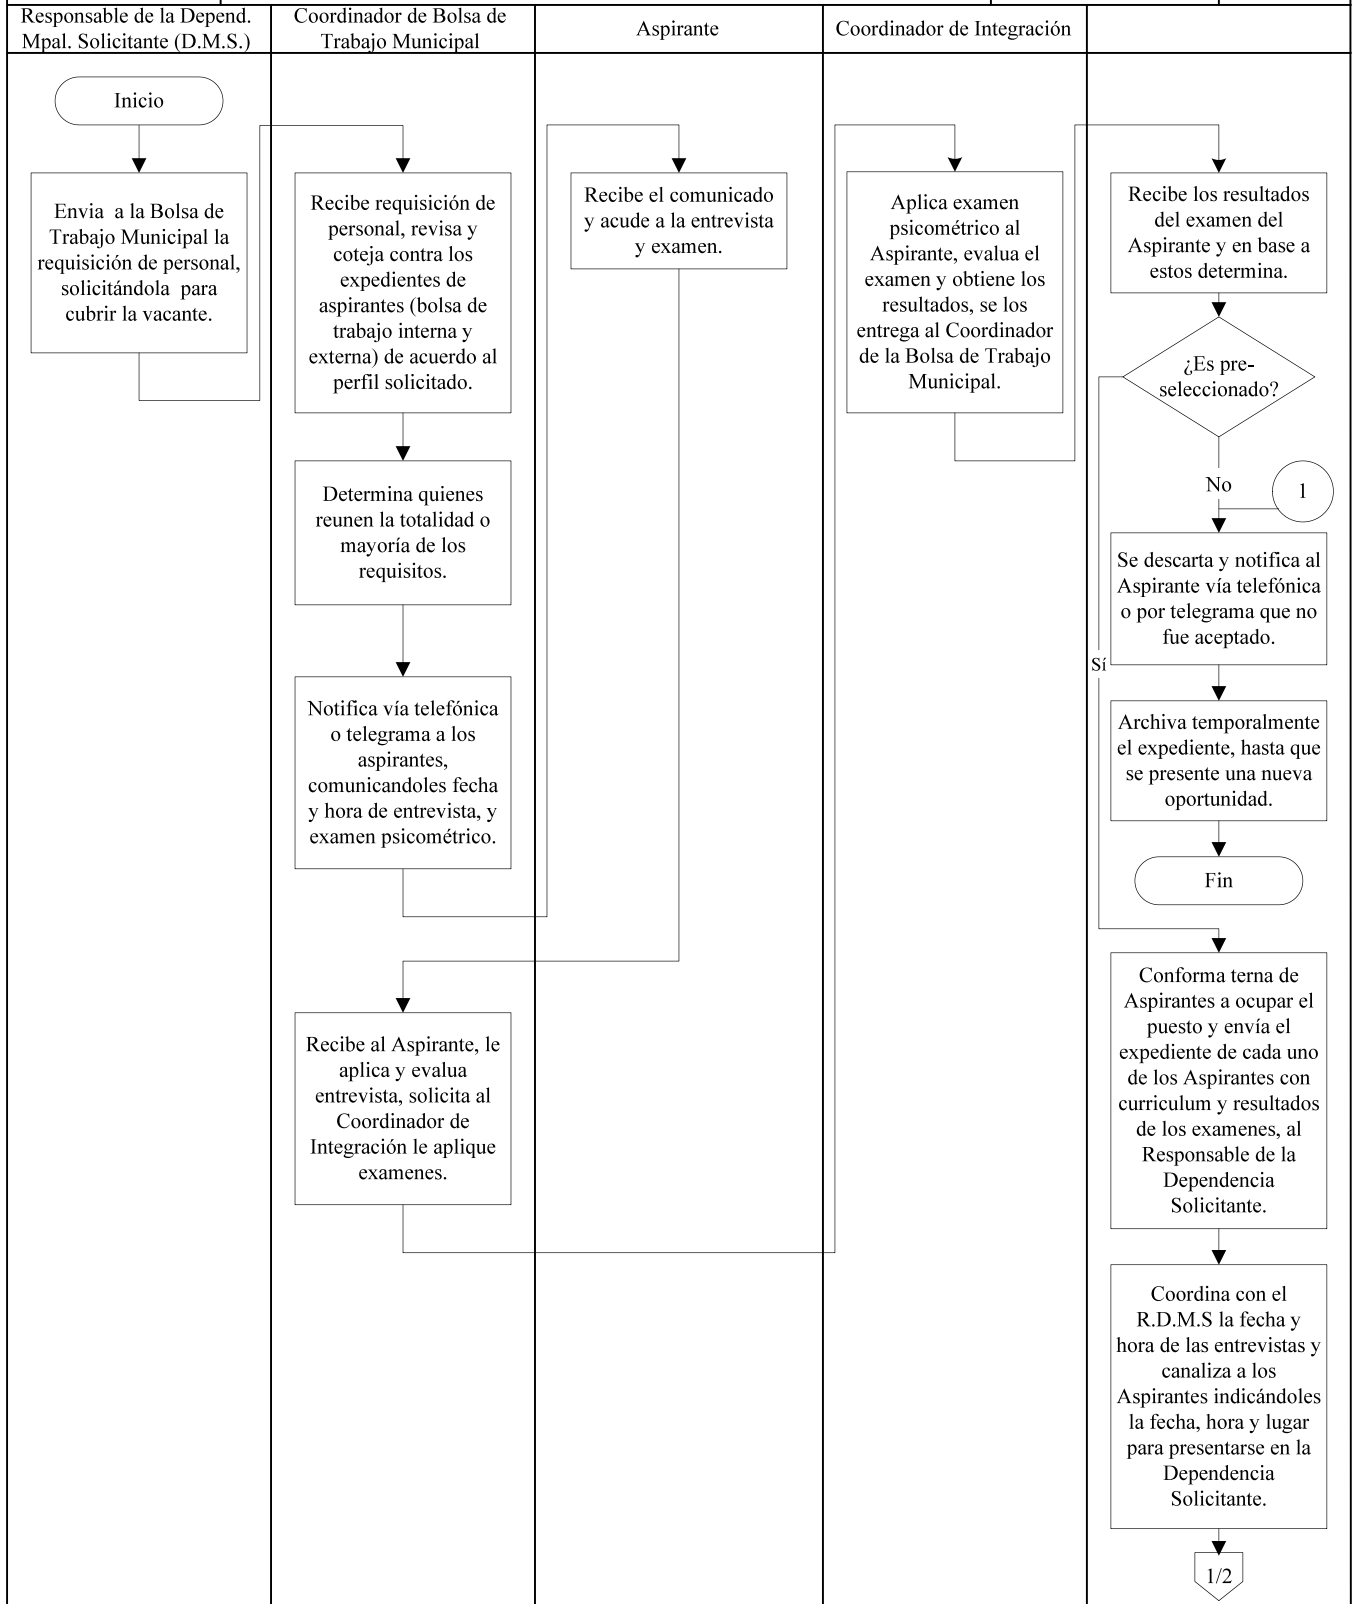 Responsable de la Depend.
Mpal. Solicitante (D.M.S.)
Coordinador de Bolsa de
Trabajo Municipal
Aspirante
Coordinador de Integración
Inicio
Envia a la Bolsa de
Trabajo Municipal la
requisición de personal,
solicitándola para
cubrir la vacante.
Recibe requisición de
personal, revisa y
coteja contra los
expedientes de
aspirantes (bolsa de
trabajo interna y
externa) de acuerdo al
perfil solicitado.
Determina quienes
reunen la totalidad o
mayoría de los
requisitos.
Notifica vía telefónica
o telegrama a los
aspirantes,
comunicandoles fecha
y hora de entrevista, y
examen psicométrico.
Recibe el comunicado
y acude a la entrevista
y examen.
Recibe al Aspirante, le
aplica y evalua
entrevista, solicita al
Coordinador de
Integración le aplique
examenes.
Aplica examen
psicométrico al
Aspirante, evalua el
examen y obtiene los
resultados, se los
entrega al Coordinador
de la Bolsa de Trabajo
Municipal.
Recibe los resultados
del examen del
Aspirante y en base a
estos determina.
¿Es pre-
seleccionado?
No
1
Se descarta y notifica al
Aspirante vía telefónica
o por telegrama que no
fue aceptado.
Sí
Archiva temporalmente
el expediente, hasta que
se presente una nueva
oportunidad.
Fin
Conforma terna de
Aspirantes a ocupar el
puesto y envía el
expediente de cada uno
de los Aspirantes con
curriculum y resultados
de los examenes, al
Responsable de la
Dependencia
Solicitante.
Coordina con el
R.D.M.S la fecha y
hora de las entrevistas y
canaliza a los
Aspirantes indicándoles
la fecha, hora y lugar
para presentarse en la
Dependencia
Solicitante.
1/2